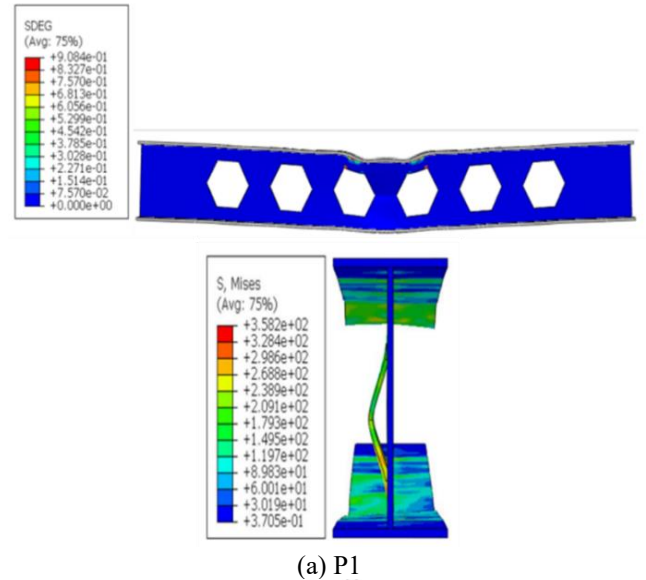 SDEG
(Avg: 75%)
+9.084e-01
+8.327e-01
+7.570e-01
+6.813e-01
+6.056e-01
+5.299e-01
+4.542e-01
+3.785e-01
+3.028e-01
+2.271e-01
+1.514e-01
+7.570e-02
+0.000e+00
S, Mises
(Avg: 75%)
+3.582e+02
+3.284e+02
+2.986e+02
+2.688e+02
+2.389e+02
+2.091e+02
+1.793e+02
+1.495e+02
+1.197e+02
+8.983e+01
+6.001e+01
+3.019e+01
+3.705e-01
(a) P1